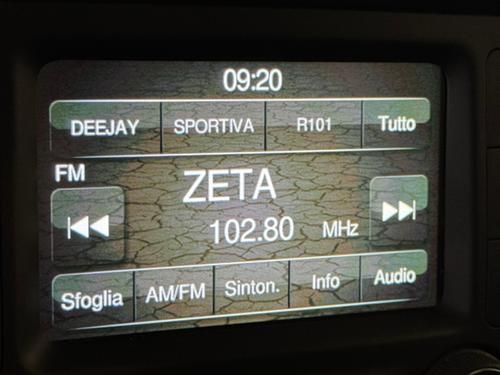 09:20
DEEJAY SPORTIVA R101 Tutto
FM
ZETA
102.80 MHz
Sfoglia AM/FM Sinton. Info Audio